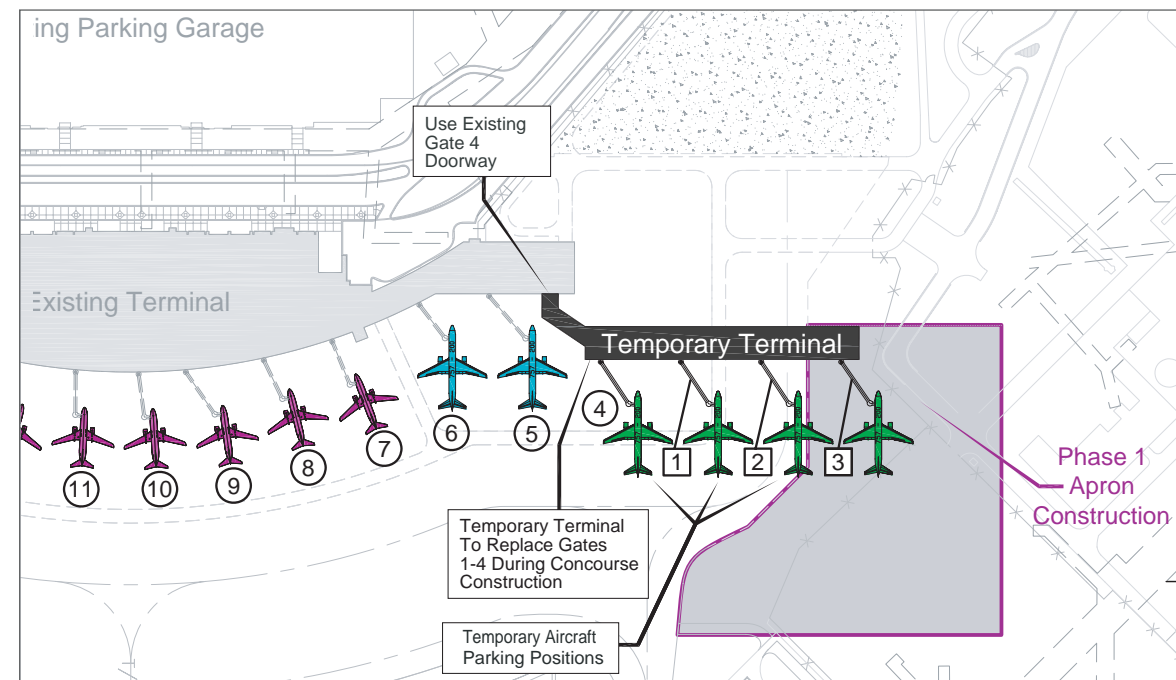 ing Parking Garage
Use Existing
Gate 4
Doorway
Existing Terminal
Temporary Terminal
4
6
5
7
8
9
10
11
1
2
3
Phase 1
Apron
Construction
Temporary Terminal
To Replace Gates
1-4 During Concourse
Construction
Temporary Aircraft
Parking Positions